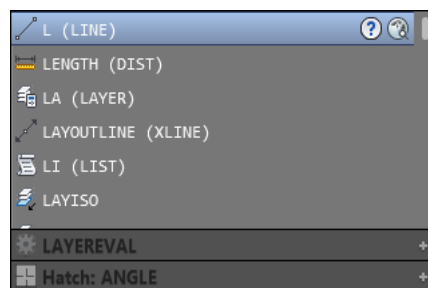 L (LINE)
LENGTH (DIST)
LA (LAYER)
LAYOUTLINE (XLINE)
LI (LIST)
LAYISO
LAYEREVAL
Hatch: ANGLE